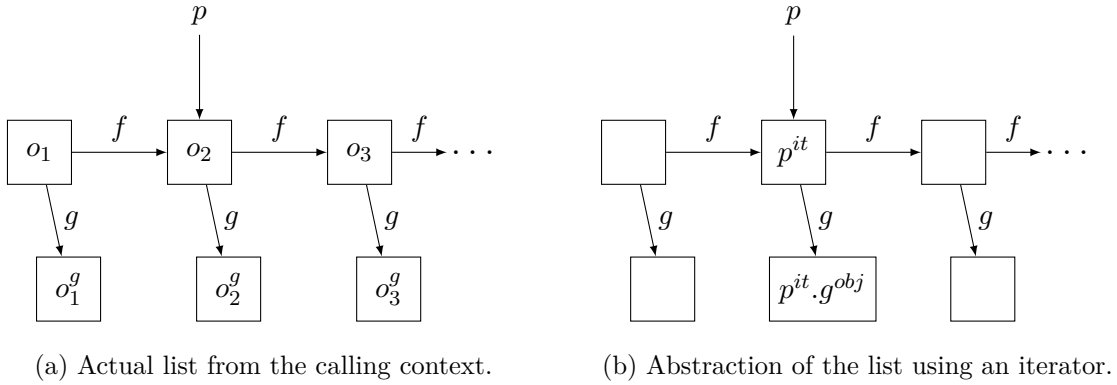 p p
f f f f f f
o₁ o₂ o₃ ··· pⁱᵗ ···
g g g g g g
o₁ᵍ o₂ᵍ o₃ᵍ pⁱᵗ.gᵒᵇʲ
(a) Actual list from the calling context. (b) Abstraction of the list using an iterator.